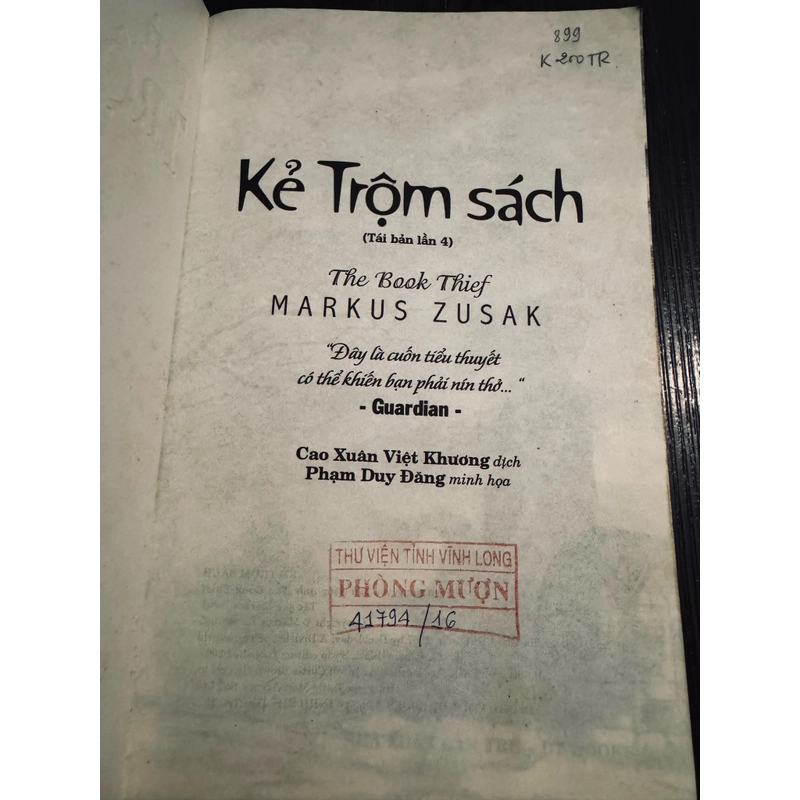 899
K 200 TR
Kẻ Trộm sách
(Tái bản lần 4)
The Book Thief
MARKUS ZUSAK
"Đây là cuốn tiểu thuyết
có thể khiến bạn phải nín thở... "
- Guardian -
Cao Xuân Việt Khương dịch
Phạm Duy Đăng minh họa
THƯ VIỆN TỈNH VĨNH LONG
PHÒNG MƯỢN
41794/16